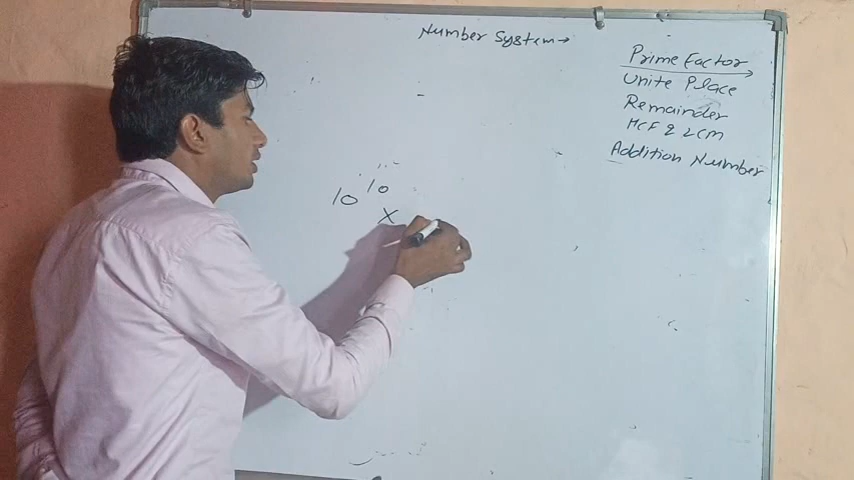 Number System→
Prime Factor
Unite Place
Remainder
HCF & LCM
Addition Number
10 10
X